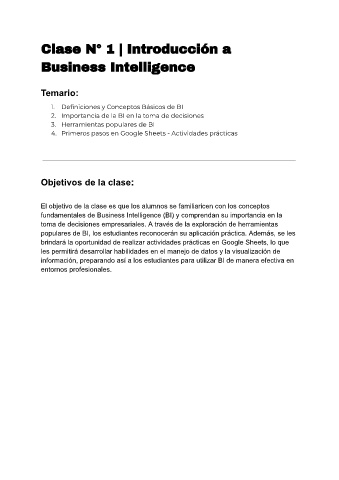 Clase N° 1 | Introducción a
Business Intelligence
Temario:
1. Definiciones y Conceptos Básicos de BI
2. Importancia de la BI en la toma de decisiones
3. Herramientas populares de BI
4. Primeros pasos en Google Sheets - Actividades prácticas
Objetivos de la clase:
El objetivo de la clase es que los alumnos se familiaricen con los conceptos
fundamentales de Business Intelligence (BI) y comprendan su importancia en la
toma de decisiones empresariales. A través de la exploración de herramientas
populares de BI, los estudiantes reconocerán su aplicación práctica. Además, se les
brindará la oportunidad de realizar actividades prácticas en Google Sheets, lo que
les permitirá desarrollar habilidades en el manejo de datos y la visualización de
información, preparando así a los estudiantes para utilizar BI de manera efectiva en
entornos profesionales.